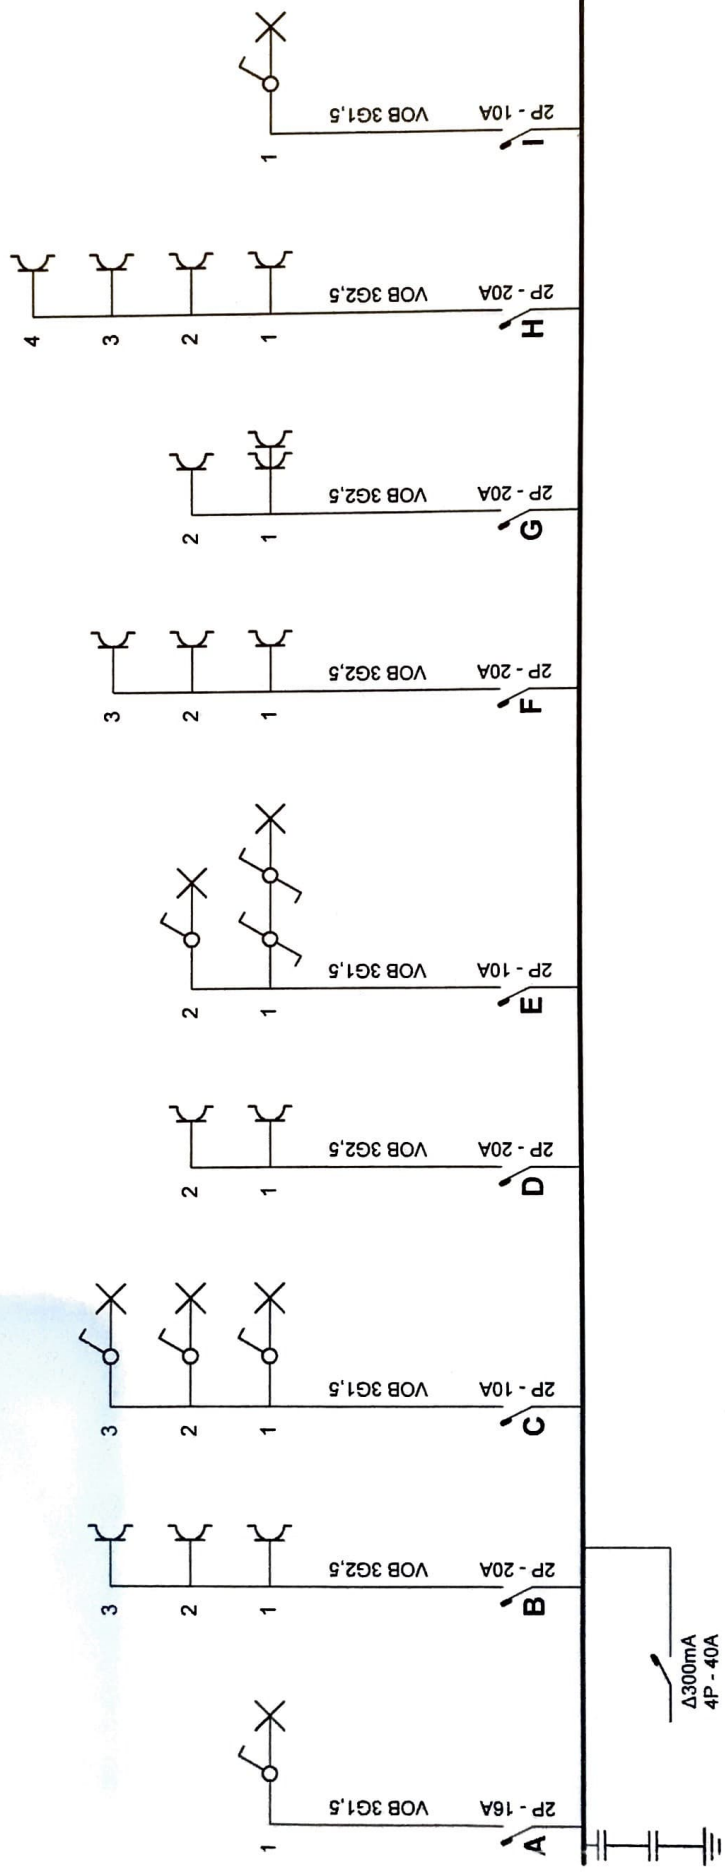 1
VOB 3G1,5
2P - 16A
A
3
2
1
VOB 3G2,5
2P - 20A
B
3
2
1
VOB 3G1,5
2P - 10A
C
2
1
VOB 3G2,5
2P - 20A
D
2
1
VOB 3G1,5
2P - 10A
E
3
2
1
VOB 3G2,5
2P - 20A
F
2
1
VOB 3G2,5
2P - 20A
G
4
3
2
1
VOB 3G2,5
2P - 20A
H
1
VOB 3G1,5
2P - 10A
I
Δ300mA
4P - 40A